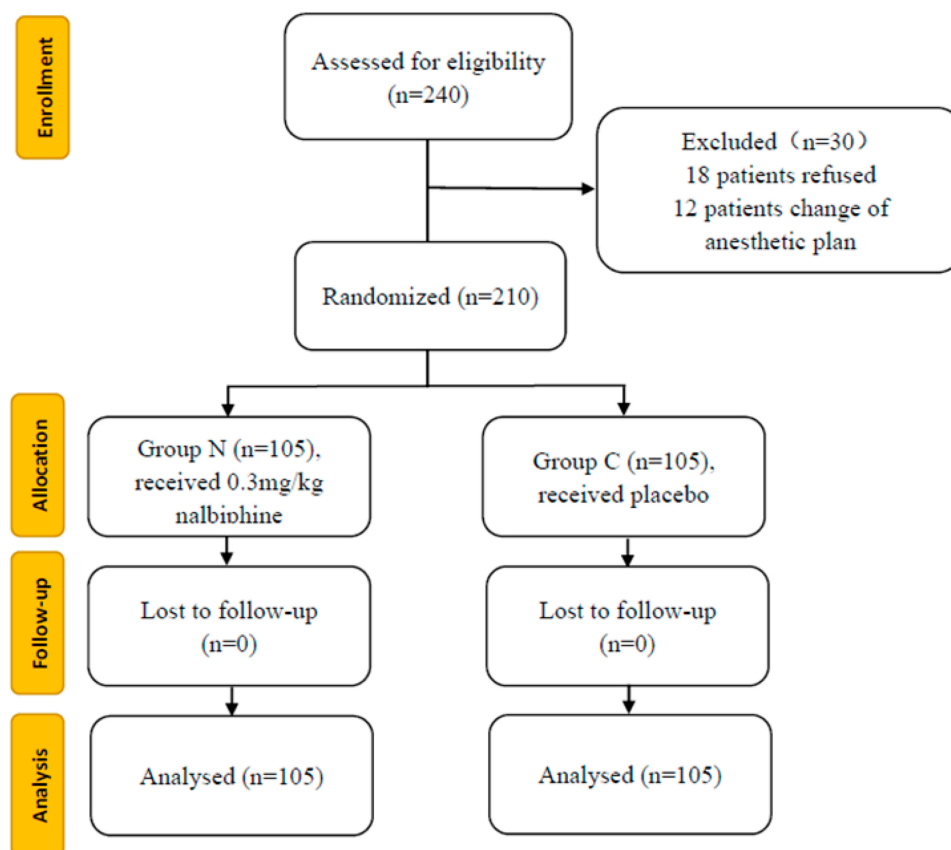 Enrollment
Assessed for eligibility
(n=240)
Excluded（n=30）
18 patients refused
12 patients change of
anesthetic plan
Randomized (n=210)
Allocation
Group N (n=105),
received 0.3mg/kg
nalbiphine
Group C (n=105),
received placebo
Follow-up
Lost to follow-up
(n=0)
Lost to follow-up
(n=0)
Analysis
Analysed (n=105)
Analysed (n=105)